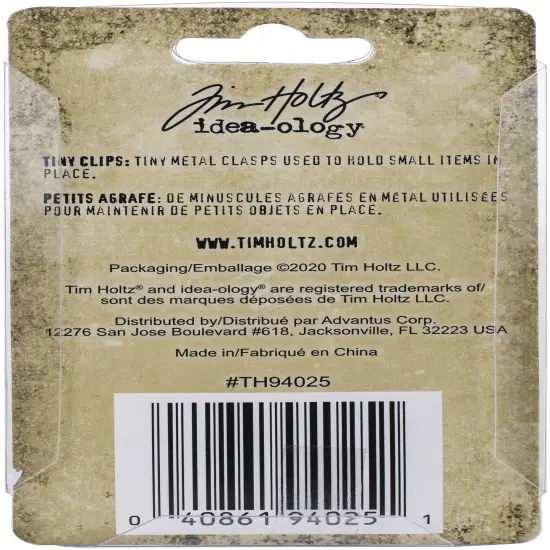 Tim Holtz
idea-ology
TINY CLIPS: TINY METAL CLASPS USED TO HOLD SMALL ITEMS IN
PLACE.
PETITS AGRAFE: DE MINUSCULES AGRAFES EN MÉTAL UTILISÉES
POUR MAINTENIR DE PETITS OBJETS EN PLACE.
WWW.TIMHOLTZ.COM
Packaging/Emballage ©2020 Tim Holtz LLC.
Tim Holtz® and idea-ology® are registered trademarks of/
sont des marques déposées de Tim Holtz LLC.
Distributed by/Distribué par Advantus Corp.
12276 San Jose Boulevard #618, Jacksonville, FL 32223 USA
Made in/Fabriqué en China
#TH94025
0 40861 94025 1